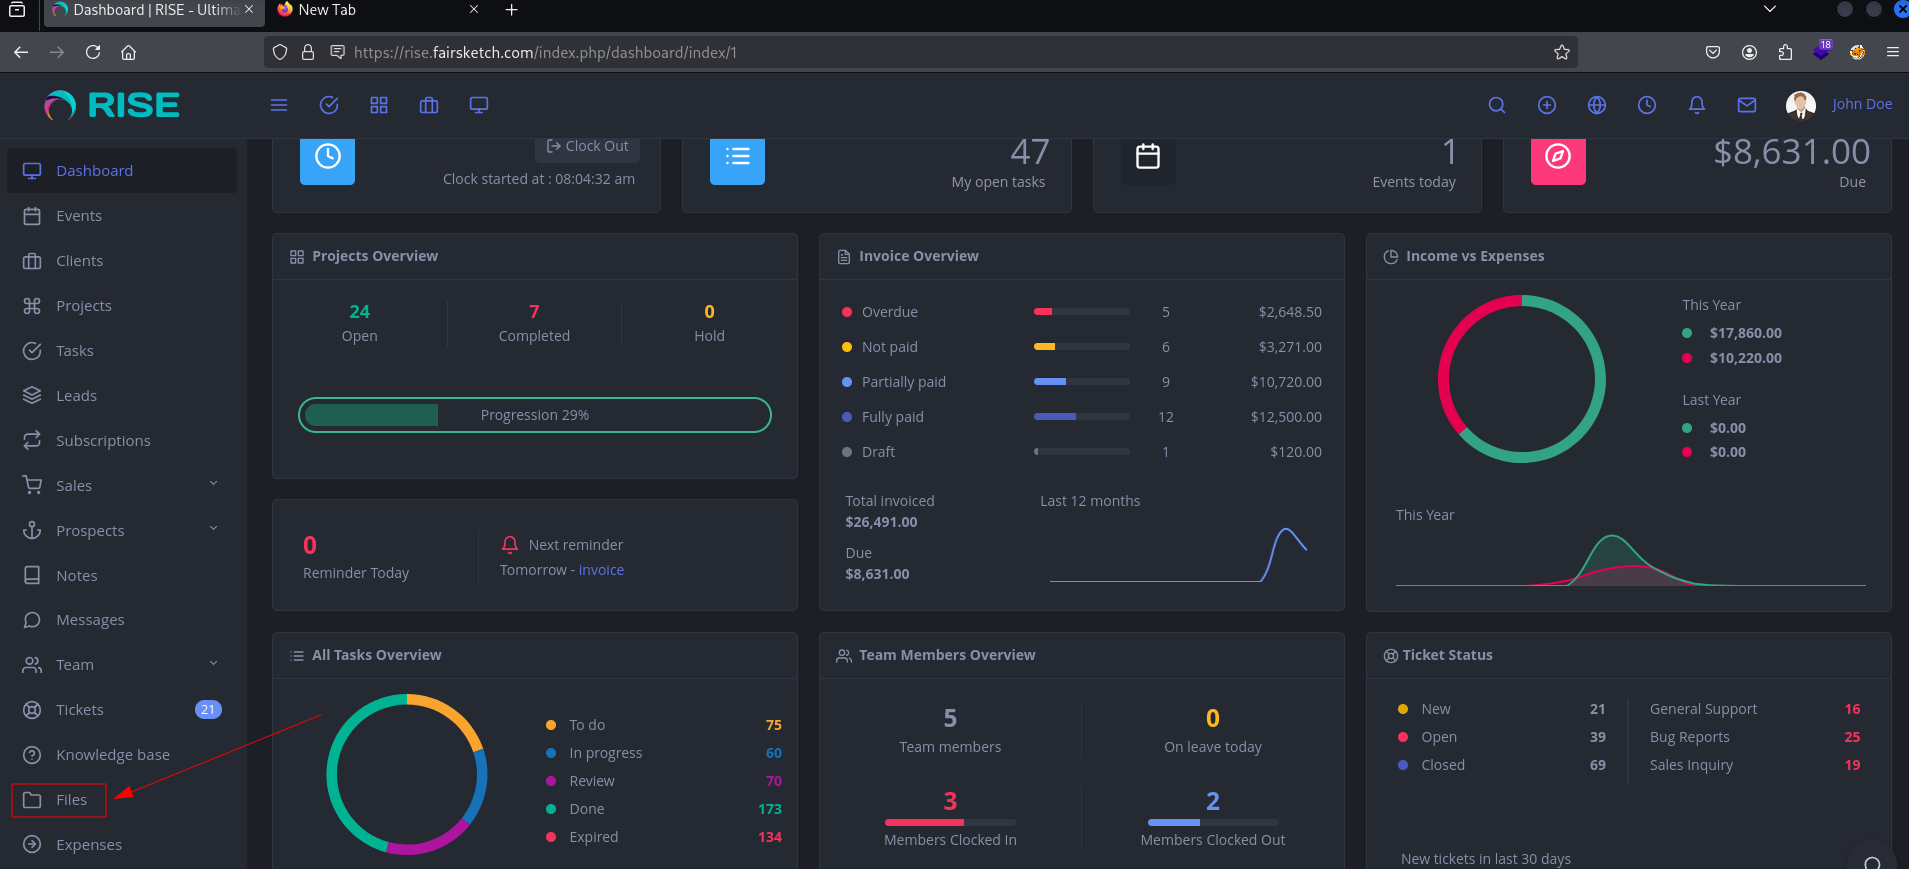 Dashboard | RISE - Ultima
New Tab
https://rise.fairsketch.com/index.php/dashboard/index/1
18
RISE
John Doe
Dashboard
Events
Clients
Projects
Tasks
Leads
Subscriptions
Sales
Prospects
Notes
Messages
Team
Tickets 21
Knowledge base
Files
Expenses
Clock Out
Clock started at : 08:04:32 am
47
My open tasks
1
Events today
$8,631.00
Due
Projects Overview
24 7 0
Open Completed Hold
Progression 29%
0
Reminder Today
Next reminder
Tomorrow - invoice
Invoice Overview
Overdue 5 $2,648.50
Not paid 6 $3,271.00
Partially paid 9 $10,720.00
Fully paid 12 $12,500.00
Draft 1 $120.00
Total invoiced
$26,491.00
Due
$8,631.00
Last 12 months
Income vs Expenses
This Year
$17,860.00
$10,220.00
Last Year
$0.00
$0.00
This Year
All Tasks Overview
To do 75
In progress 60
Review 70
Done 173
Expired 134
Team Members Overview
5 0
Team members On leave today
3 2
Members Clocked In Members Clocked Out
Ticket Status
New 21
Open 39
Closed 69
General Support 16
Bug Reports 25
Sales Inquiry 19
New tickets in last 30 days